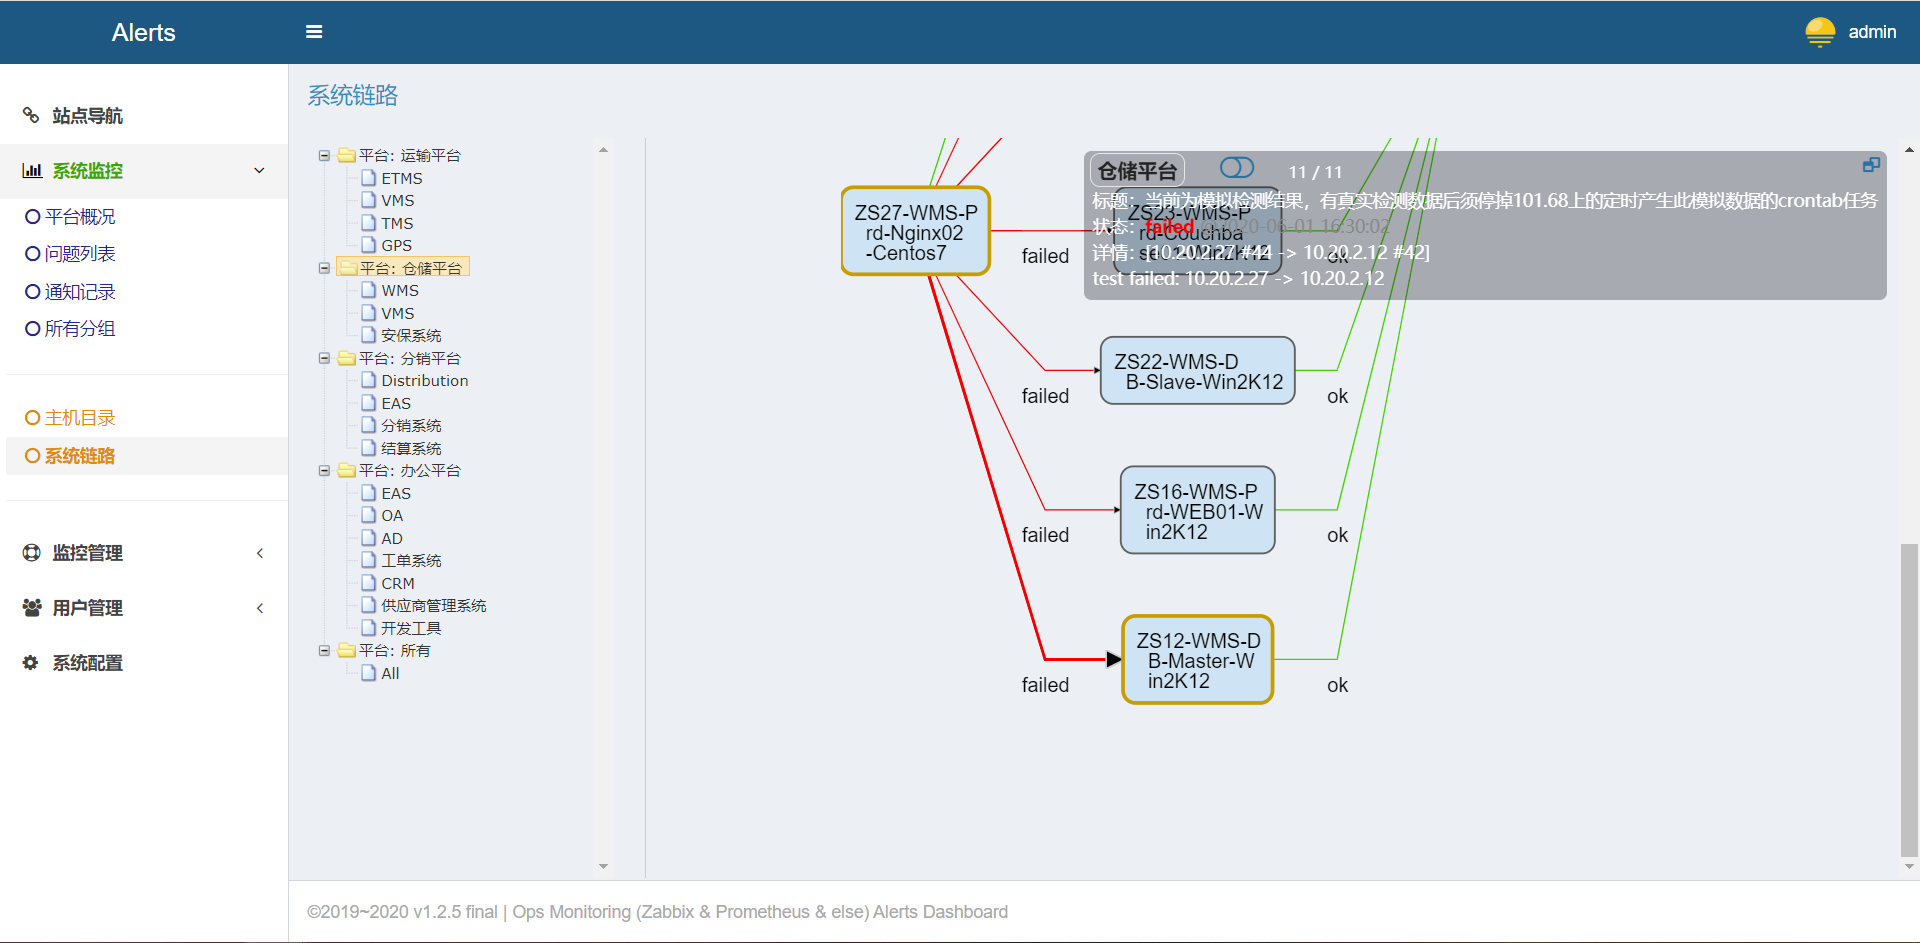 Alerts
admin
站点导航
系统监控
平台概况
问题列表
通知记录
所有分组
主机目录
系统链路
监控管理
用户管理
系统配置
系统链路
平台: 运输平台
ETMS
VMS
TMS
GPS
平台: 仓储平台
WMS
VMS
安保系统
平台: 分销平台
Distribution
EAS
分销系统
结算系统
平台: 办公平台
EAS
OA
AD
工单系统
CRM
供应商管理系统
开发工具
平台: 所有
All
ZS27-WMS-P
rd-Nginx02
-Centos7
failed
仓储平台
11 / 11
标题: 当前为模拟检测结果，有真实检测数据后须停掉101.68上的定时产生此模拟数据的crontab任务
状态: failed
2020-06-01 16:30:02
详情: [10.20.2.27 #44 -> 10.20.2.12 #42]
test failed: 10.20.2.27 -> 10.20.2.12
ZS23-WMS-P
rd-Couchba
se01-Win2K12
ok
ZS22-WMS-D
B-Slave-Win2K12
failed
ok
ZS16-WMS-P
rd-WEB01-W
in2K12
failed
ok
ZS12-WMS-D
B-Master-W
in2K12
failed
ok
©2019~2020 v1.2.5 final | Ops Monitoring (Zabbix & Prometheus & else) Alerts Dashboard